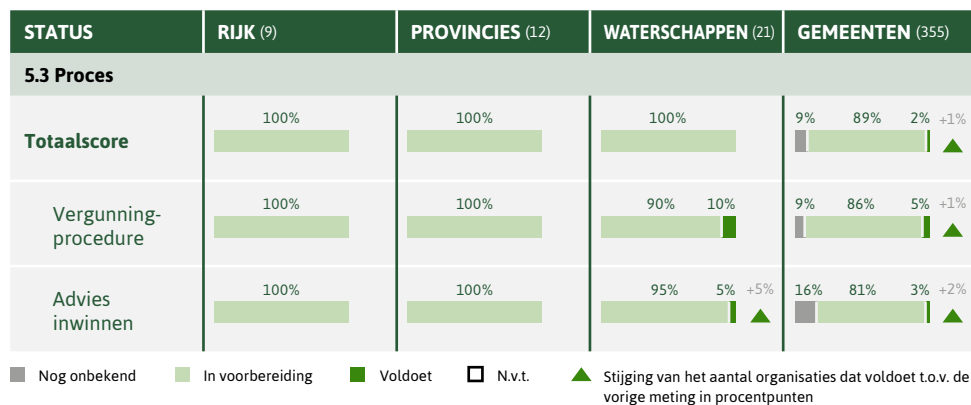 STATUS RIJK (9) PROVINCIES (12) WATERSCHAPPEN (21) GEMEENTEN (355)
5.3 Proces
Totaalscore 100% 100% 100% 9% 89% 2% +1%
Vergunning-
procedure 100% 100% 90% 10% 9% 86% 5% +1%
Advies
inwinnen 100% 100% 95% 5% +5% 16% 81% 3% +2%
Nog onbekend In voorbereiding Voldoet N.v.t. Stijging van het aantal organisaties dat voldoet t.o.v. de
vorige meting in procentpunten